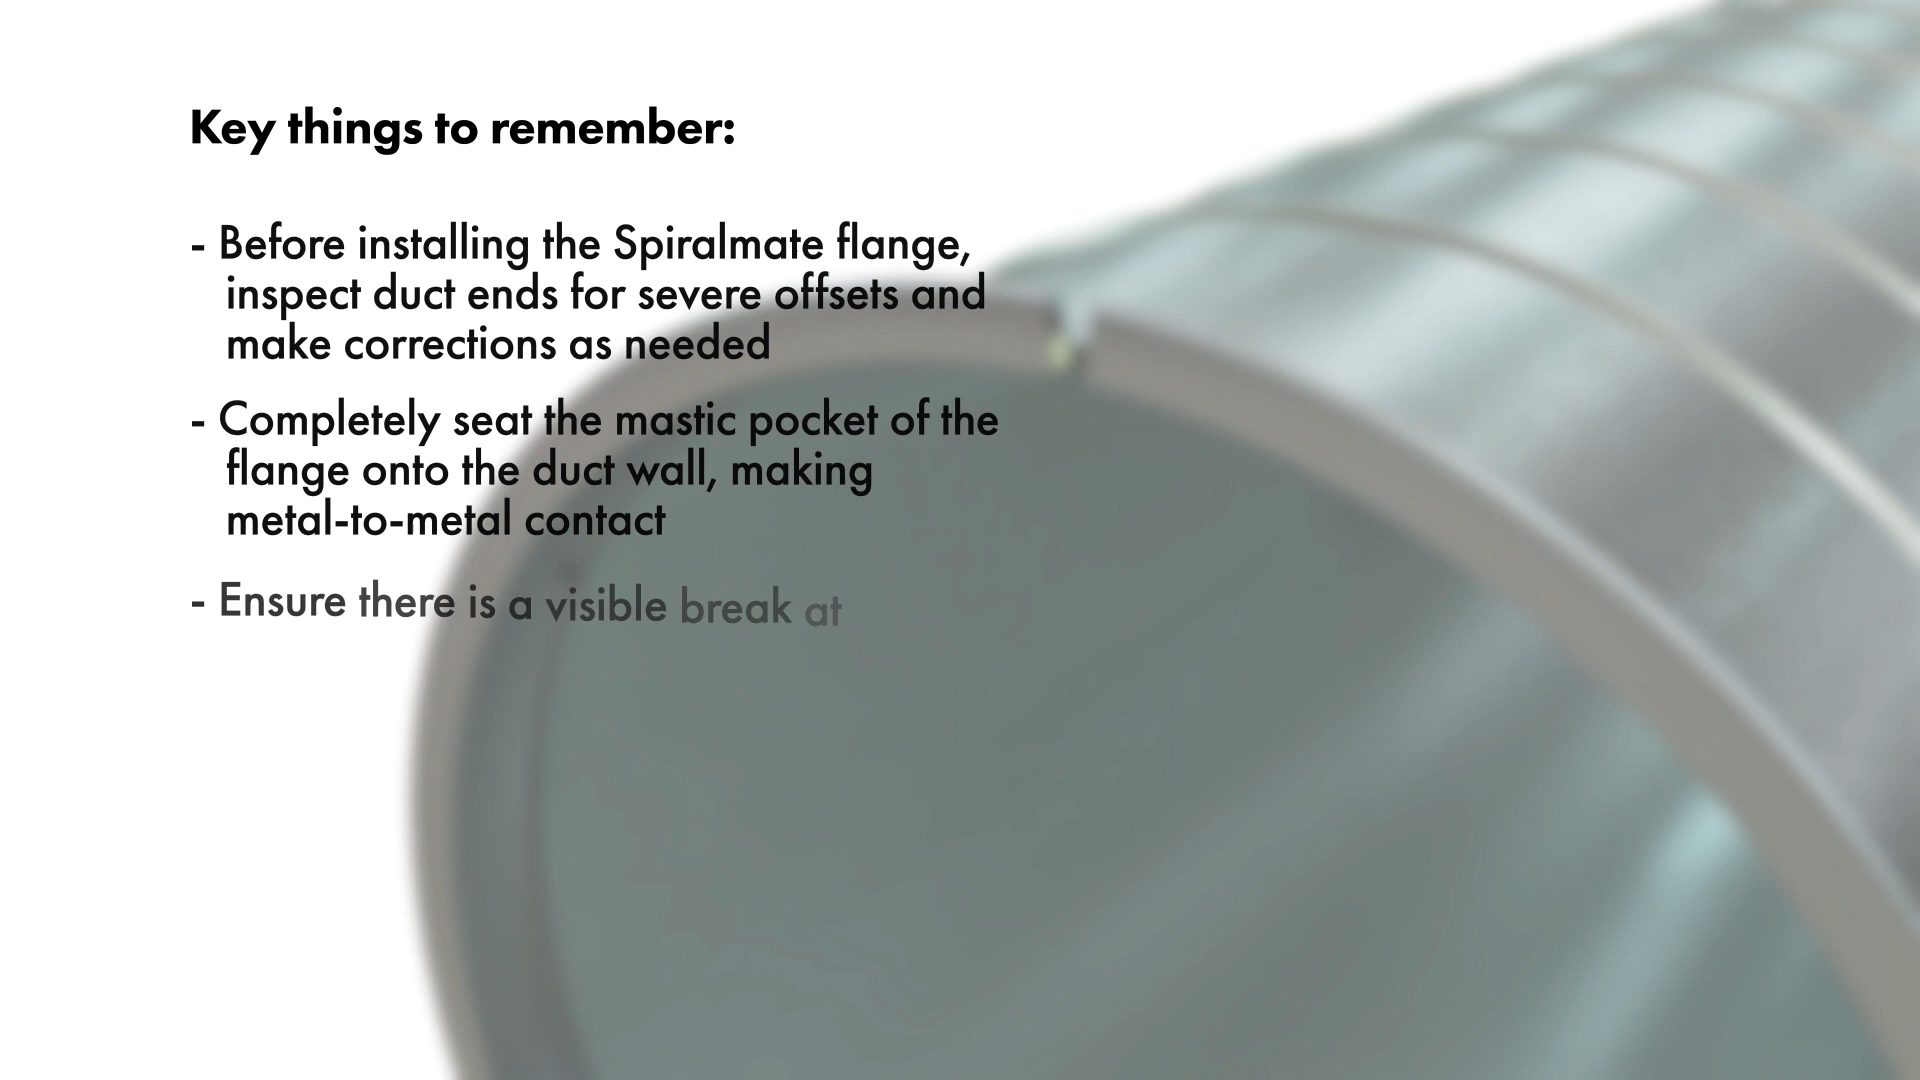 Key things to remember:
- Before installing the Spiralmate flange,
inspect duct ends for severe offsets and
make corrections as needed
- Completely seat the mastic pocket of the
flange onto the duct wall, making
metal-to-metal contact
- Ensure there is a visible break at